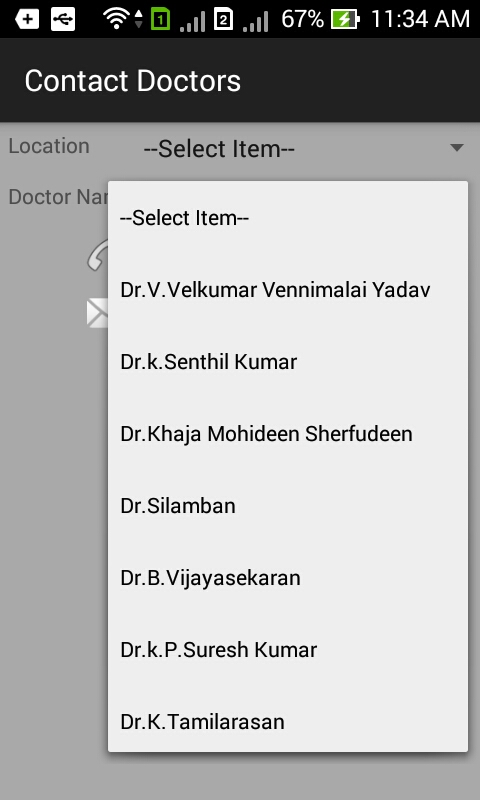 1 2 67% 11:34 AM
Contact Doctors
Location --Select Item--
Doctor Nar
--Select Item--
Dr.V.Velkumar Vennimalai Yadav
Dr.k.Senthil Kumar
Dr.Khaja Mohideen Sherfudeen
Dr.Silamban
Dr.B.Vijayasekaran
Dr.k.P.Suresh Kumar
Dr.K.Tamilarasan